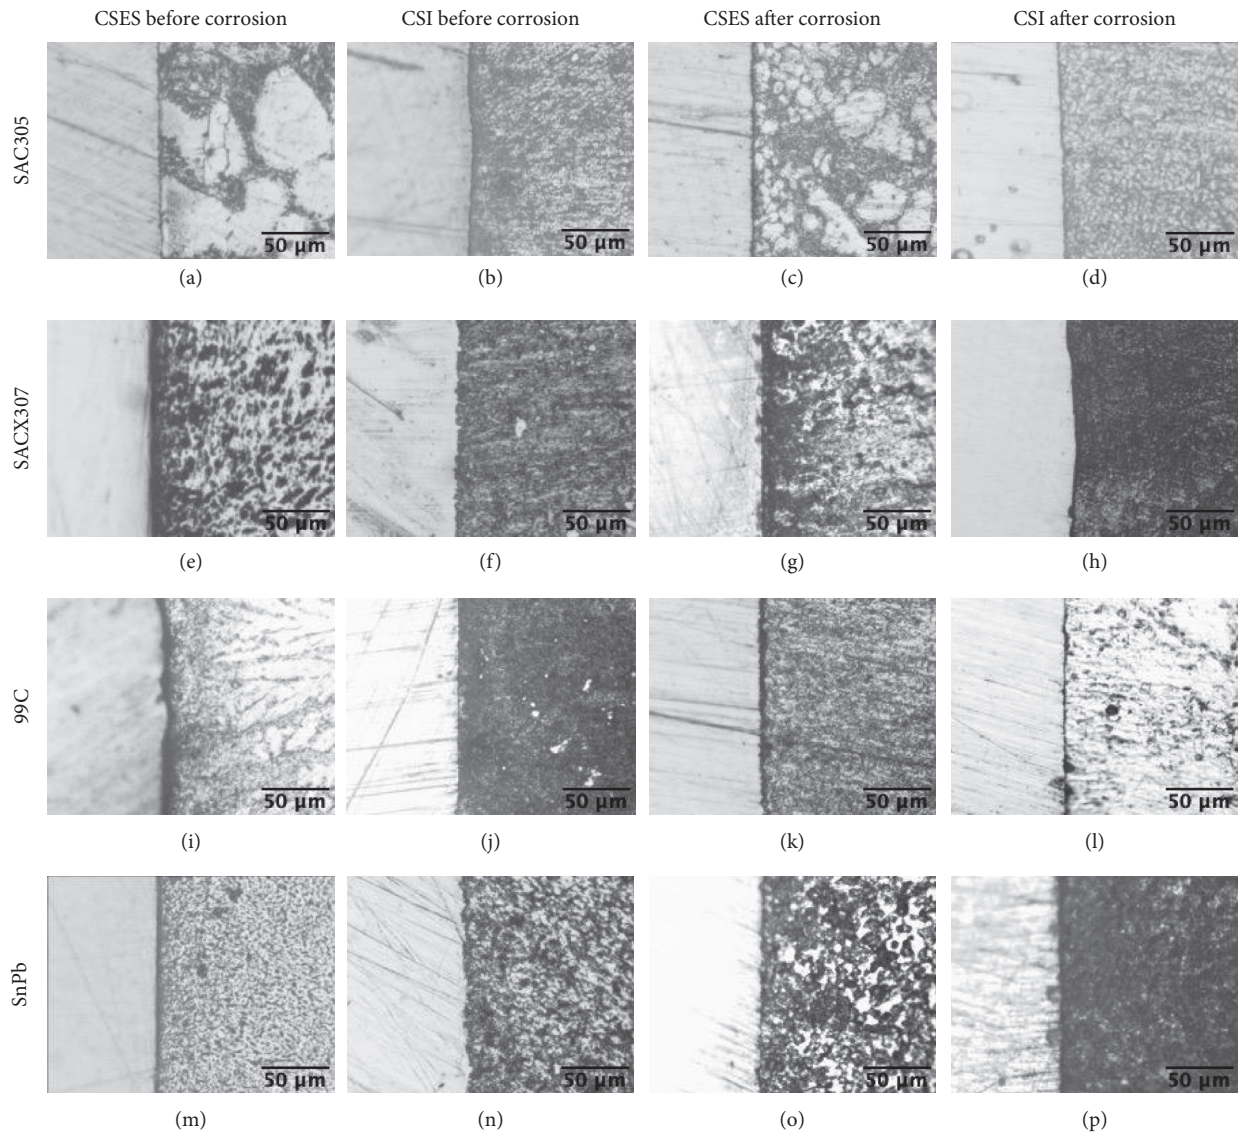 CSES before corrosion
CSI before corrosion
CSES after corrosion
CSI after corrosion
SAC305
50 µm
50 µm
50 µm
50 µm
(a)
(b)
(c)
(d)
SACX307
50 µm
50 µm
50 µm
50 µm
(e)
(f)
(g)
(h)
99C
50 µm
50 µm
50 µm
50 µm
(i)
(j)
(k)
(l)
SnPb
50 µm
50 µm
50 µm
50 µm
(m)
(n)
(o)
(p)